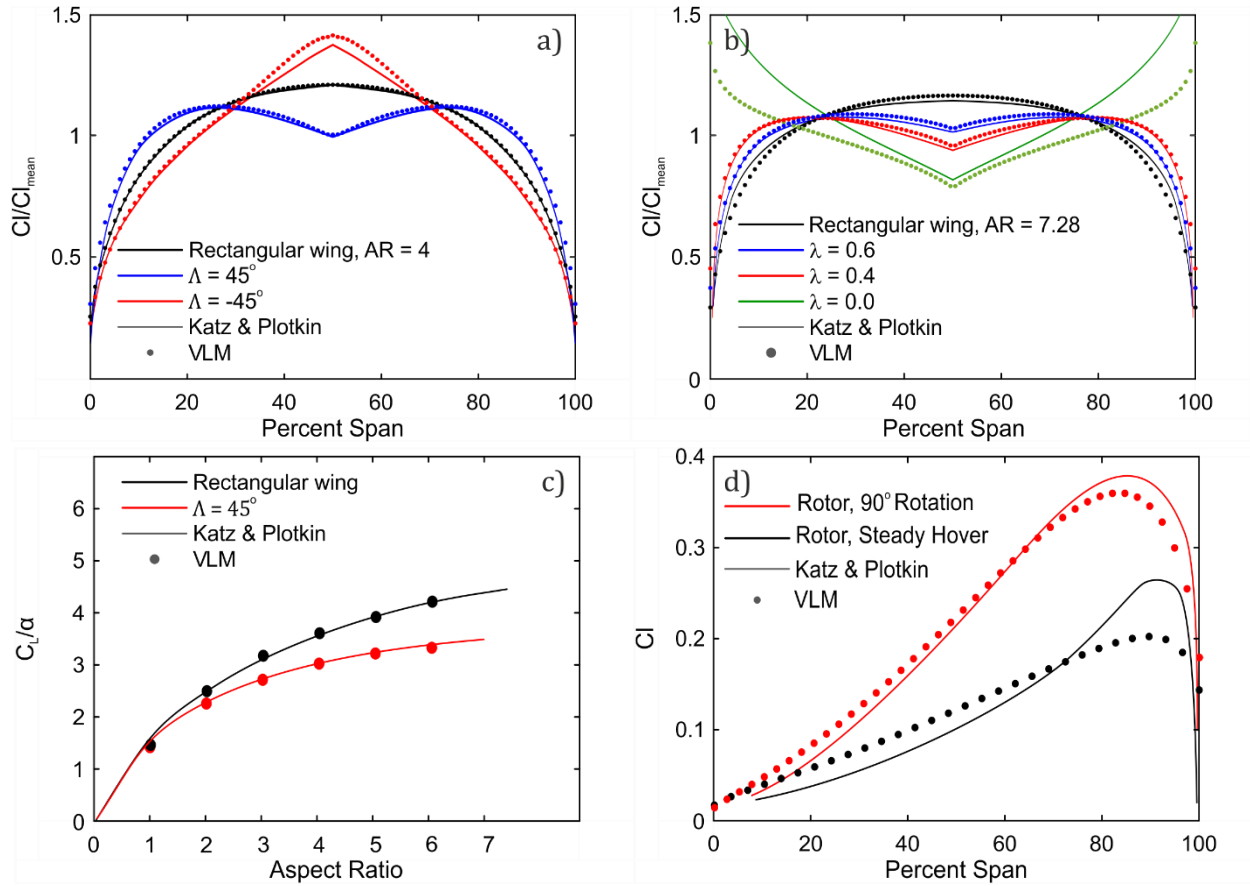 1.5
1
0.5
0
Cl/Cl_mean
a)
Rectangular wing, AR = 4
Λ = 45°
Λ = -45°
Katz & Plotkin
VLM
0 20 40 60 80 100
Percent Span
1.5
1
0.5
0
Cl/Cl_mean
b)
Rectangular wing, AR = 7.28
λ = 0.6
λ = 0.4
λ = 0.0
Katz & Plotkin
VLM
0 20 40 60 80 100
Percent Span
6
5
4
3
2
1
0
C_L/α
c)
Rectangular wing
Λ = 45°
Katz & Plotkin
VLM
0 1 2 3 4 5 6 7
Aspect Ratio
0.4
0.3
0.2
0.1
0
Cl
d)
Rotor, 90° Rotation
Rotor, Steady Hover
Katz & Plotkin
VLM
0 20 40 60 80 100
Percent Span